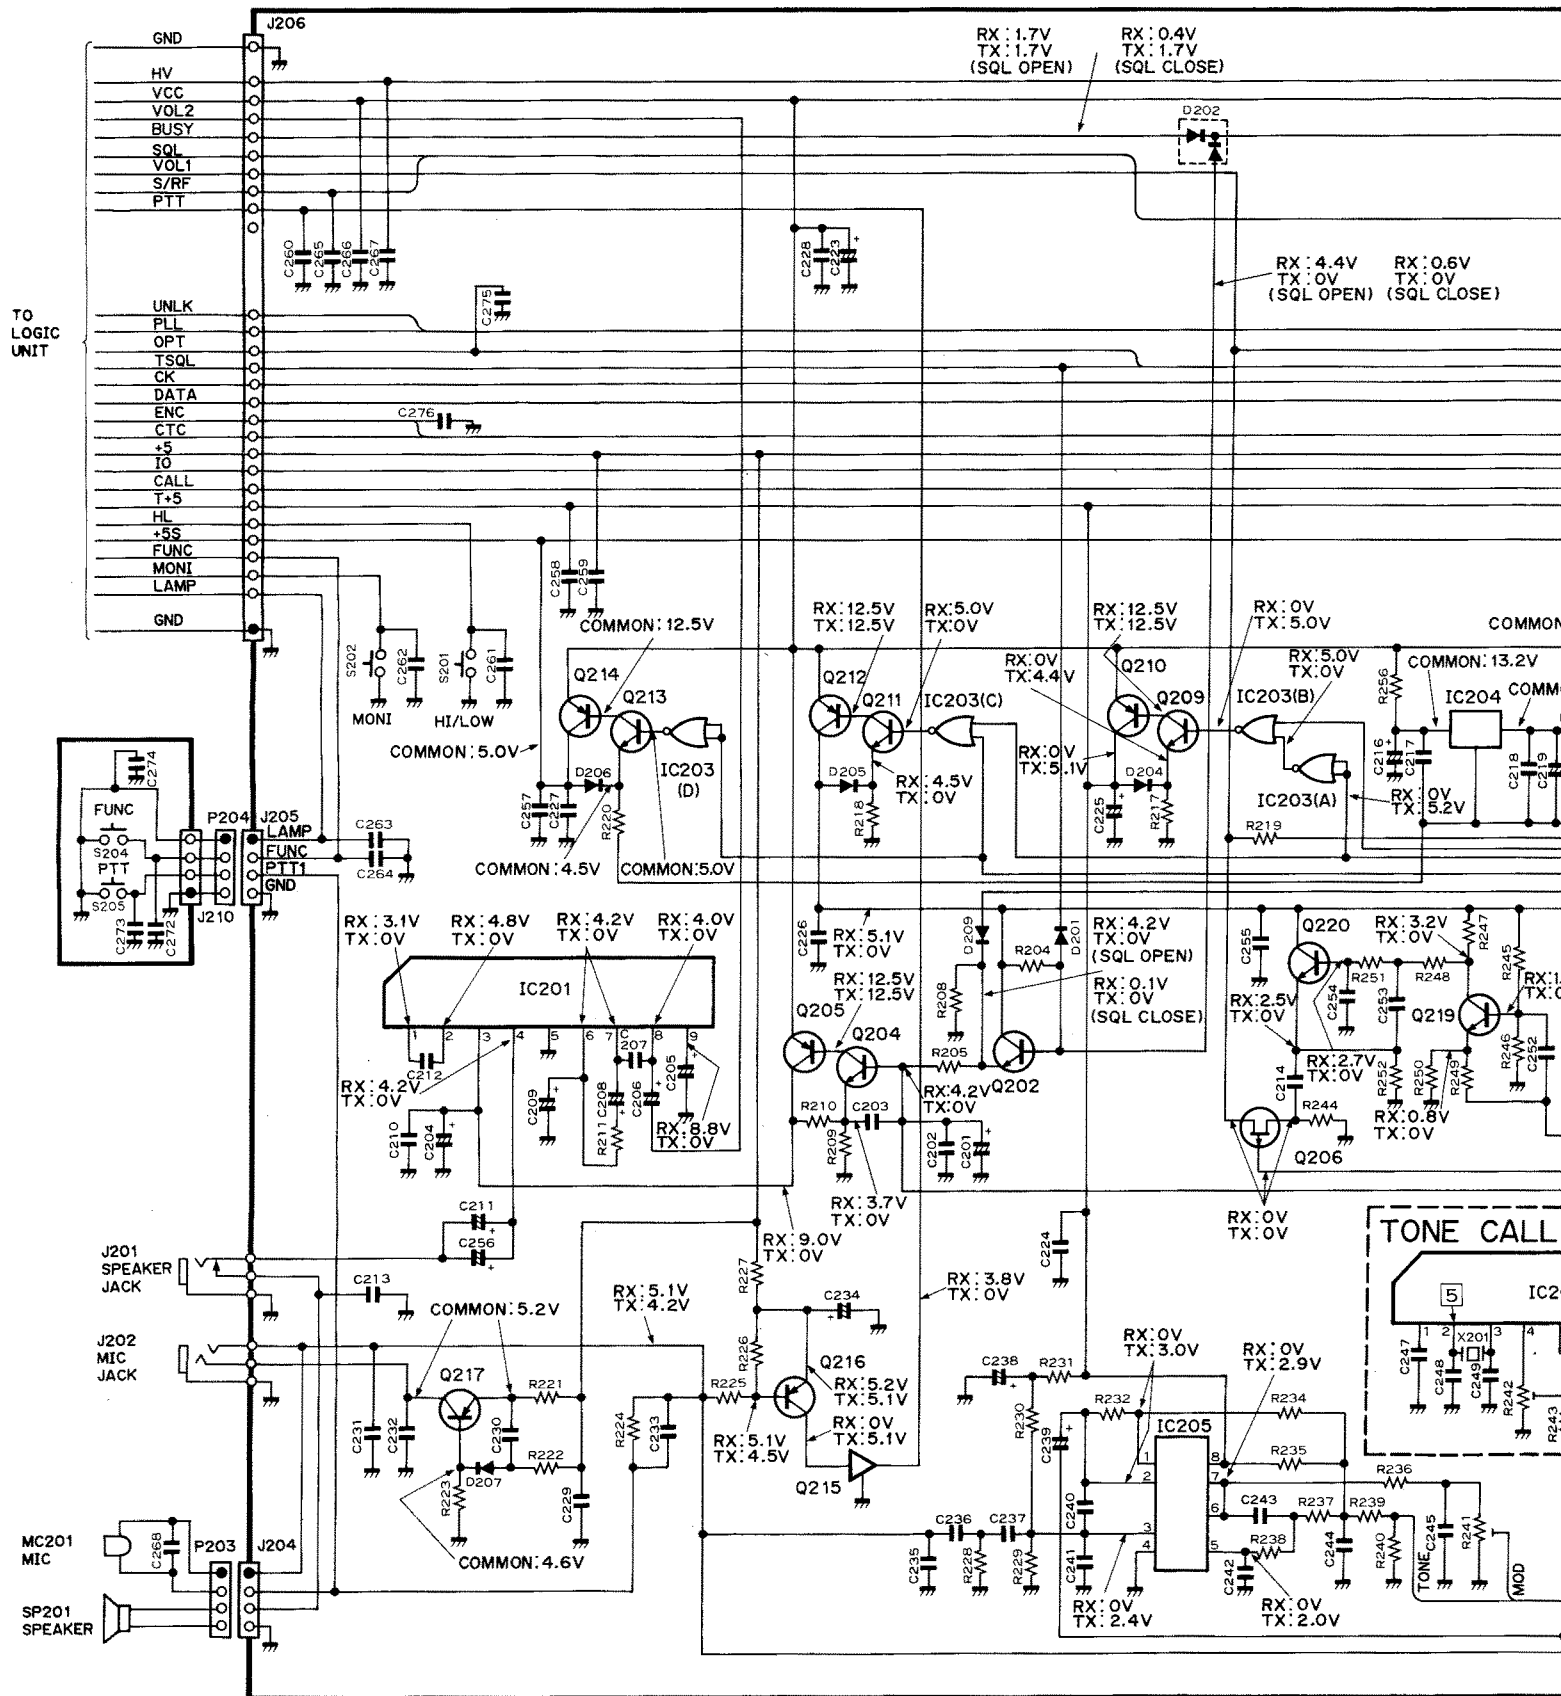 J206
GND
HV
VCC
VOL2
BUSY
SQL
VOL1
S/RF
PTT
RX:1.7V
TX:1.7V
(SQL OPEN)
RX:0.4V
TX:1.7V
(SQL CLOSE)
D202
C260
C265
C266
C267
C228
C223
+
RX:4.4V
TX:0V
(SQL OPEN)
RX:0.6V
TX:0V
(SQL CLOSE)
TO
LOGIC
UNIT
UNLK
PLL
OPT
TSQL
CK
DATA
ENC
CTC
+5
IO
CALL
T+5
HL
+5S
FUNC
MONI
LAMP
GND
C275
C276
C258
C259
S202
C262
S201
C261
MONI
HI/LOW
COMMON:12.5V
Q214
Q213
COMMON:5.0V
D206
IC203
(D)
C257
C227
R220
COMMON:4.5V
COMMON:5.0V
RX:12.5V
TX:12.5V
RX:5.0V
TX:0V
Q212
Q211
IC203(C)
D205
R218
RX:4.5V
TX:0V
RX:12.5V
TX:12.5V
RX:0V
TX:4.4V
Q210
Q209
RX:0V
TX:5.0V
IC203(B)
RX:5.0V
TX:0V
RX:0V
TX:5.1V
D204
C225
R217
IC203(A)
RX:0V
TX:5.2V
R219
COMMON
COMMON:13.2V
R256
IC204
COMM
C216
C217
C218
C219
C274
FUNC
S204
PTT
S205
C273
C272
P204
J205
J210
LAMP
FUNC
PTT1
GND
C263
C264
RX:3.1V
TX:0V
RX:4.8V
TX:0V
RX:4.2V
TX:0V
RX:4.0V
TX:0V
IC201
1
2
3
4
5
6
7
8
9
C212
RX:4.2V
TX:0V
C
207
C205
C209
C208
C206
R211
C210
C204
RX:8.8V
TX:0V
C226
RX:5.1V
TX:0V
RX:12.5V
TX:12.5V
Q205
Q204
D209
R208
R204
D201
RX:4.2V
TX:0V
(SQL OPEN)
RX:0.1V
TX:0V
(SQL CLOSE)
R205
Q202
RX:4.2V
TX:0V
R210
C203
R209
C202
C201
RX:3.7V
TX:0V
RX:9.0V
TX:0V
C255
Q220
RX:3.2V
TX:0V
R247
R245
R251
R248
C254
C253
RX:2.5V
TX:0V
Q219
R246
C252
RX:2.7V
TX:0V
C214
R252
R250
R249
R244
RX:0.8V
TX:0V
Q206
RX:0V
TX:0V
C211
C256
J201
SPEAKER
JACK
C213
J202
MIC
JACK
COMMON:5.2V
RX:5.1V
TX:4.2V
R227
C234
RX:3.8V
TX:0V
C224
R226
Q217
R221
C231
C232
C230
R222
D207
R223
C229
COMMON:4.6V
R224
C233
R225
Q216
RX:5.2V
TX:5.1V
RX:0V
TX:5.1V
RX:5.1V
TX:4.5V
Q215
MC201
MIC
C268
P203
J204
SP201
SPEAKER
RX:0V
TX:3.0V
RX:0V
TX:2.9V
C238
R231
R230
R232
C239
IC205
1
2
3
4
8
7
6
5
R234
R235
R236
C236
C237
C235
R228
R229
C240
C241
C243
R237
R239
R238
C242
C244
R240
TONE
C245
R241
MOD
RX:0V
TX:2.4V
RX:0V
TX:2.0V
TONE CALL
5
1
2
3
4
X201
C247
C248
C249
R242
R243